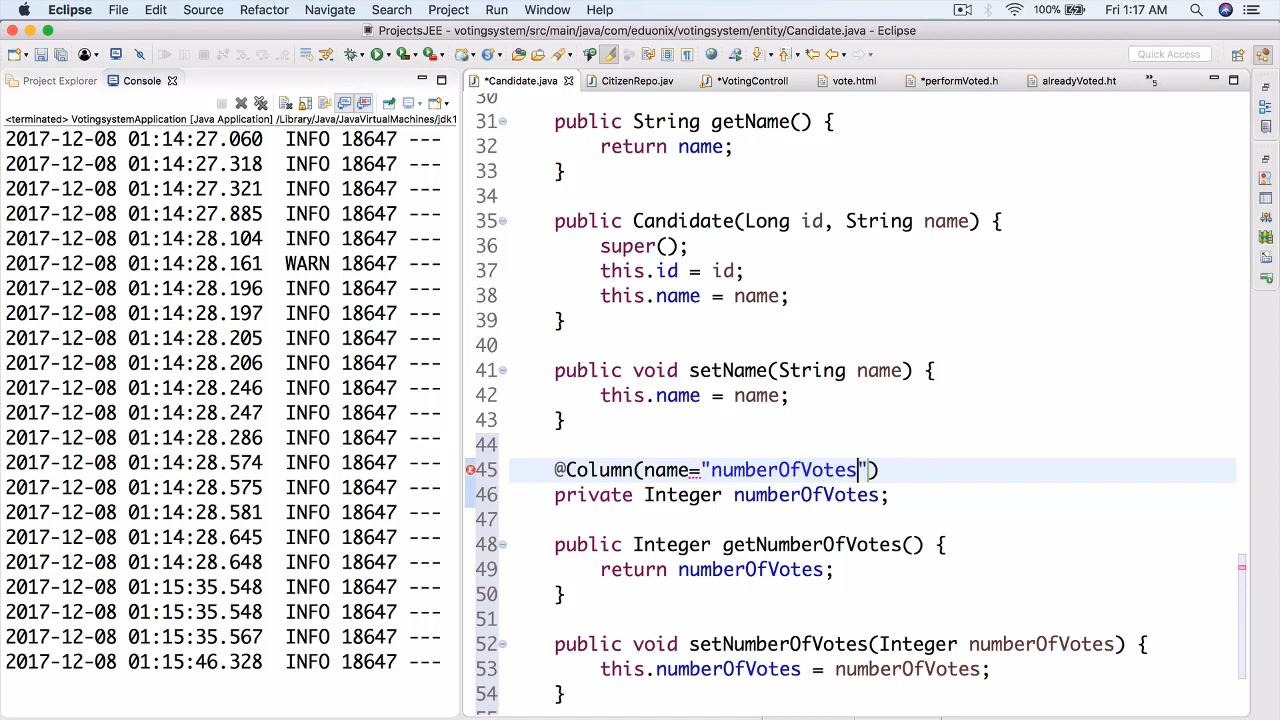 Eclipse File Edit Source Refactor Navigate Search Project Run Window Help 100% Fri 1:17 AM
ProjectsJEE - votingsystem/src/main/java/com/eduonix/votingsystem/entity/Candidate.java - Eclipse
Quick Access
Project Explorer Console
*Candidate.java CitizenRepo.jav *VotingControll vote.html *performVoted.h alreadyVoted.ht 5
<terminated> VotingsystemApplication [Java Application] /Library/Java/JavaVirtualMachines/jdk1
2017-12-08 01:14:27.060 INFO 18647 ---
2017-12-08 01:14:27.318 INFO 18647 ---
2017-12-08 01:14:27.321 INFO 18647 ---
2017-12-08 01:14:27.885 INFO 18647 ---
2017-12-08 01:14:28.104 INFO 18647 ---
2017-12-08 01:14:28.161 WARN 18647 ---
2017-12-08 01:14:28.196 INFO 18647 ---
2017-12-08 01:14:28.197 INFO 18647 ---
2017-12-08 01:14:28.205 INFO 18647 ---
2017-12-08 01:14:28.206 INFO 18647 ---
2017-12-08 01:14:28.246 INFO 18647 ---
2017-12-08 01:14:28.247 INFO 18647 ---
2017-12-08 01:14:28.286 INFO 18647 ---
2017-12-08 01:14:28.574 INFO 18647 ---
2017-12-08 01:14:28.575 INFO 18647 ---
2017-12-08 01:14:28.581 INFO 18647 ---
2017-12-08 01:14:28.645 INFO 18647 ---
2017-12-08 01:14:28.648 INFO 18647 ---
2017-12-08 01:15:35.548 INFO 18647 ---
2017-12-08 01:15:35.548 INFO 18647 ---
2017-12-08 01:15:35.567 INFO 18647 ---
2017-12-08 01:15:46.328 INFO 18647 ---
30
31 public String getName() {
32 return name;
33 }
34
35 public Candidate(Long id, String name) {
36 super();
37 this.id = id;
38 this.name = name;
39 }
40
41 public void setName(String name) {
42 this.name = name;
43 }
44
45 @Column(name="numberOfVotes")
46 private Integer numberOfVotes;
47
48 public Integer getNumberOfVotes() {
49 return numberOfVotes;
50 }
51
52 public void setNumberOfVotes(Integer numberOfVotes) {
53 this.numberOfVotes = numberOfVotes;
54 }
55